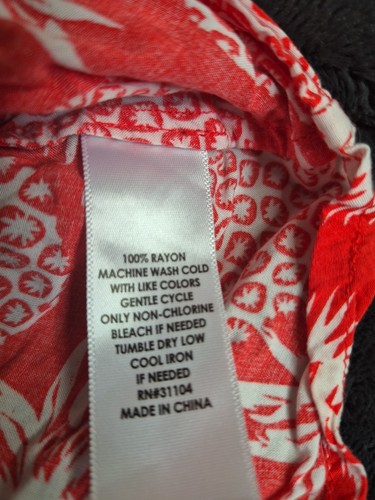 100% RAYON
MACHINE WASH COLD
WITH LIKE COLORS
GENTLE CYCLE
ONLY NON-CHLORINE
BLEACH IF NEEDED
TUMBLE DRY LOW
COOL IRON
IF NEEDED
RN#31104
MADE IN CHINA